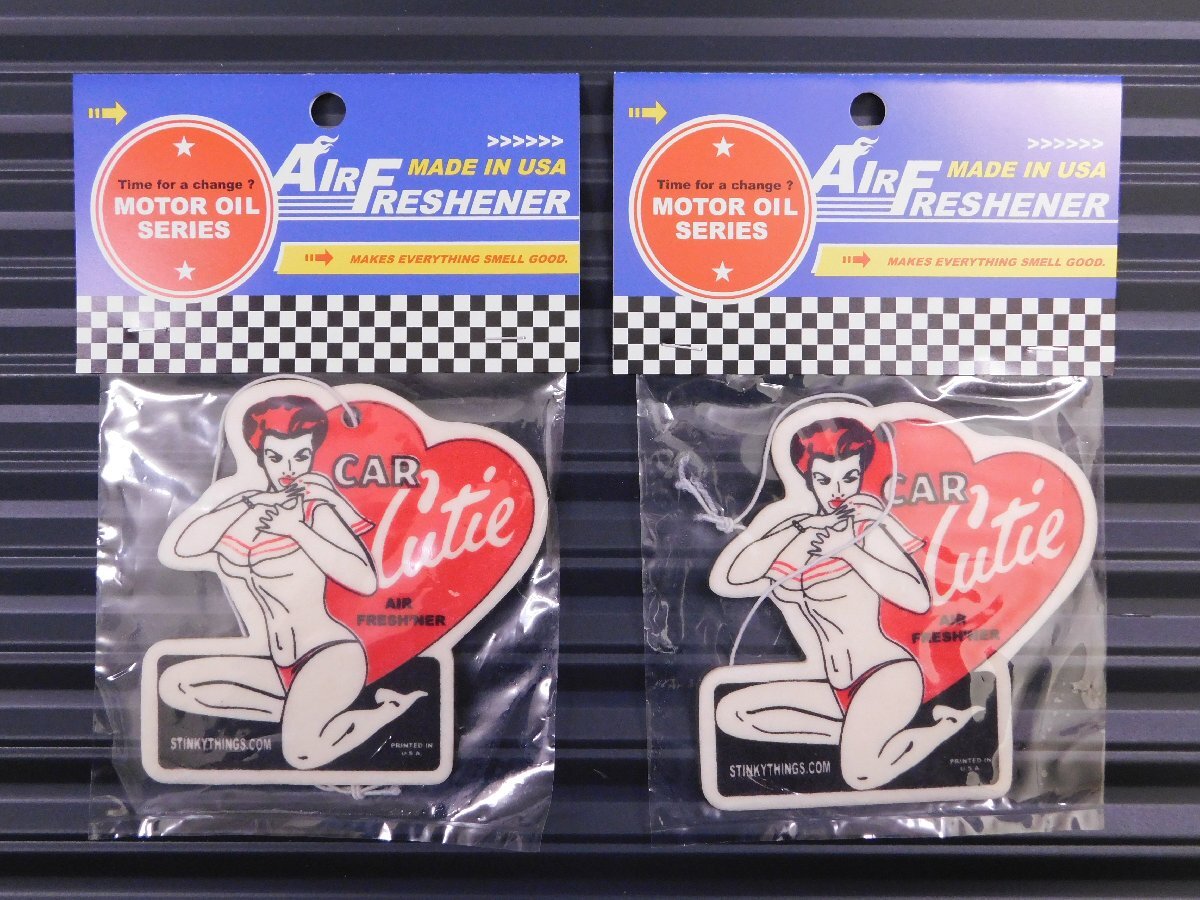 >>>>>>
AIR FRESHENER
MADE IN USA
Time for a change ?
MOTOR OIL
SERIES
MAKES EVERYTHING SMELL GOOD.
CAR
Cutie
AIR
FRESH'NER
STINKYTHINGS.COM
PRINTED IN
U.S.A
>>>>>>
AIR FRESHENER
MADE IN USA
Time for a change ?
MOTOR OIL
SERIES
MAKES EVERYTHING SMELL GOOD.
CAR
Cutie
AIR
FRESH'NER
STINKYTHINGS.COM
PRINTED IN
U.S.A